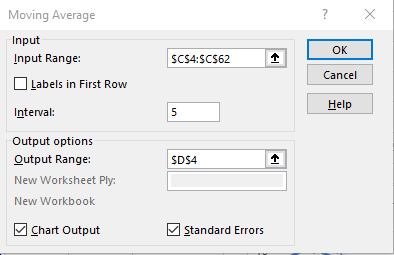 Moving Average ? ×
Input
Input Range: $C$4:$C$62 OK
Labels in First Row Cancel
Interval: 5 Help
Output options
Output Range: $D$4
New Worksheet Ply:
New Workbook
Chart Output Standard Errors